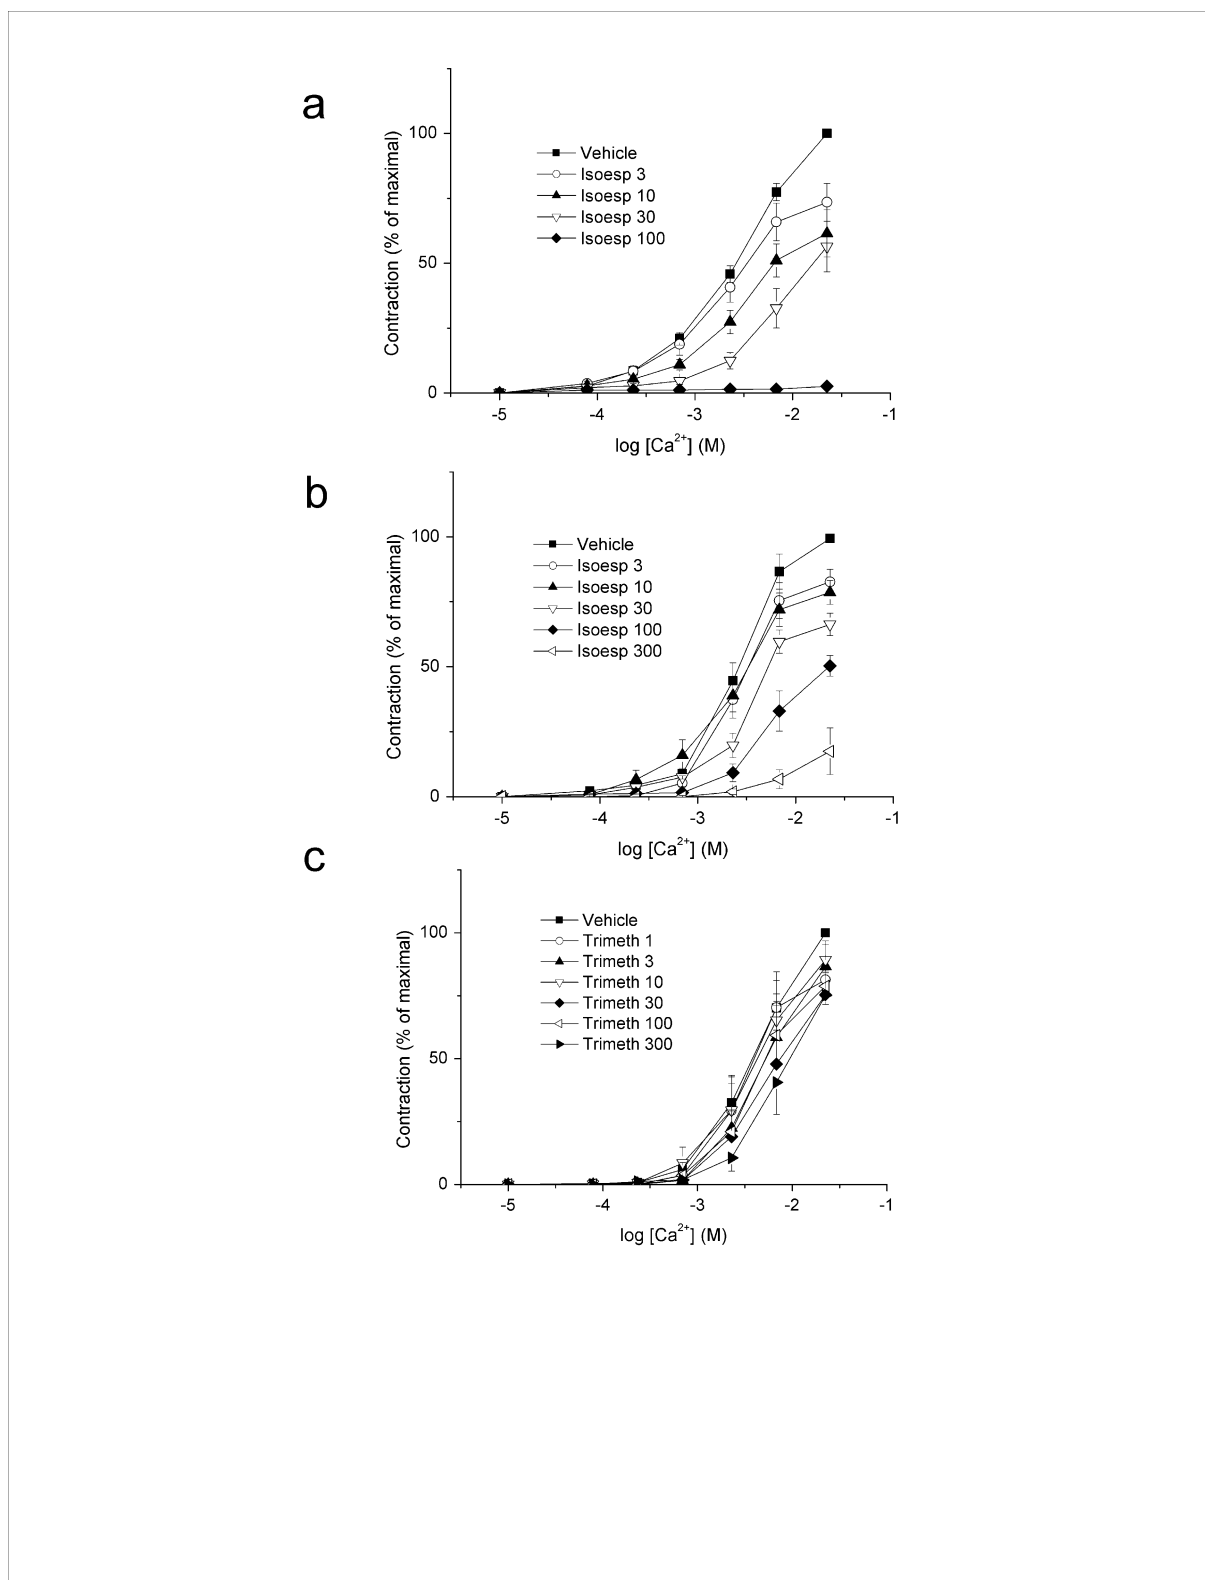 a
Contraction (% of maximal)
100
50
0
Vehicle
Isoesp 3
Isoesp 10
Isoesp 30
Isoesp 100
-5 -4 -3 -2 -1
log [Ca²⁺] (M)
b
Contraction (% of maximal)
100
50
0
Vehicle
Isoesp 3
Isoesp 10
Isoesp 30
Isoesp 100
Isoesp 300
-5 -4 -3 -2 -1
log [Ca²⁺] (M)
c
Contraction (% of maximal)
100
50
0
Vehicle
Trimeth 1
Trimeth 3
Trimeth 10
Trimeth 30
Trimeth 100
Trimeth 300
-5 -4 -3 -2 -1
log [Ca²⁺] (M)